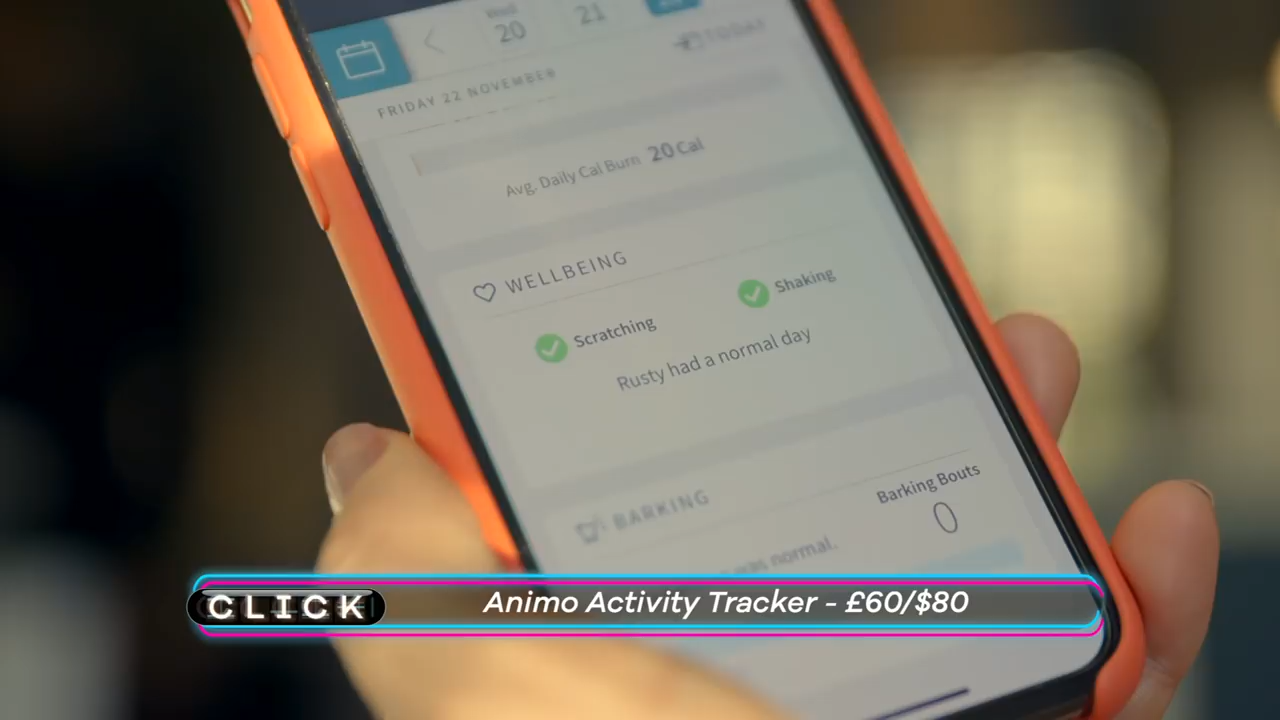 Wed
20
21
TODAY
FRIDAY 22 NOVEMBER
Avg. Daily Cal Burn 20 Cal
WELLBEING
Scratching
Shaking
Rusty had a normal day
BARKING
Barking Bouts
0
was normal.
CLICK
Animo Activity Tracker - £60/$80